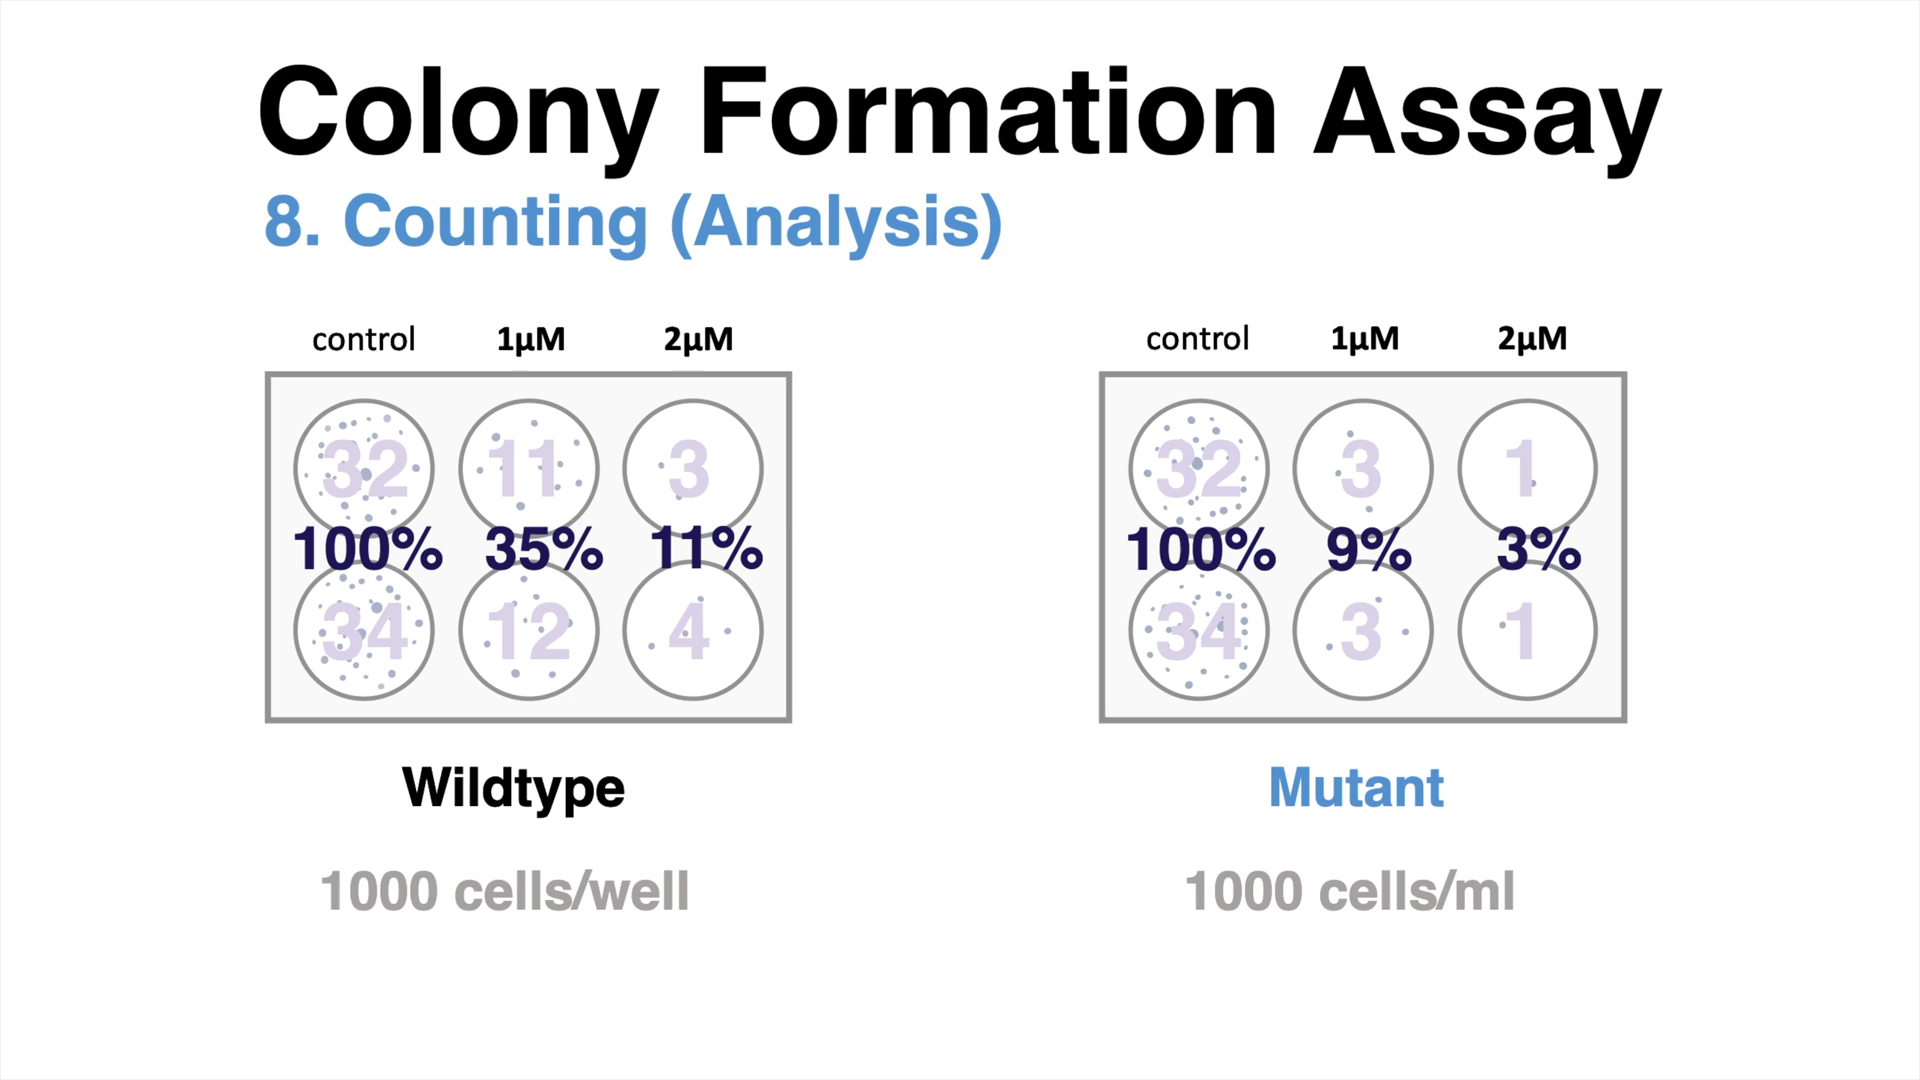 Colony Formation Assay
8. Counting (Analysis)
control 1µM 2µM
32 11 3
100% 35% 11%
34 12 4
Wildtype
1000 cells/well
control 1µM 2µM
32 3 1
100% 9% 3%
34 3 1
Mutant
1000 cells/ml